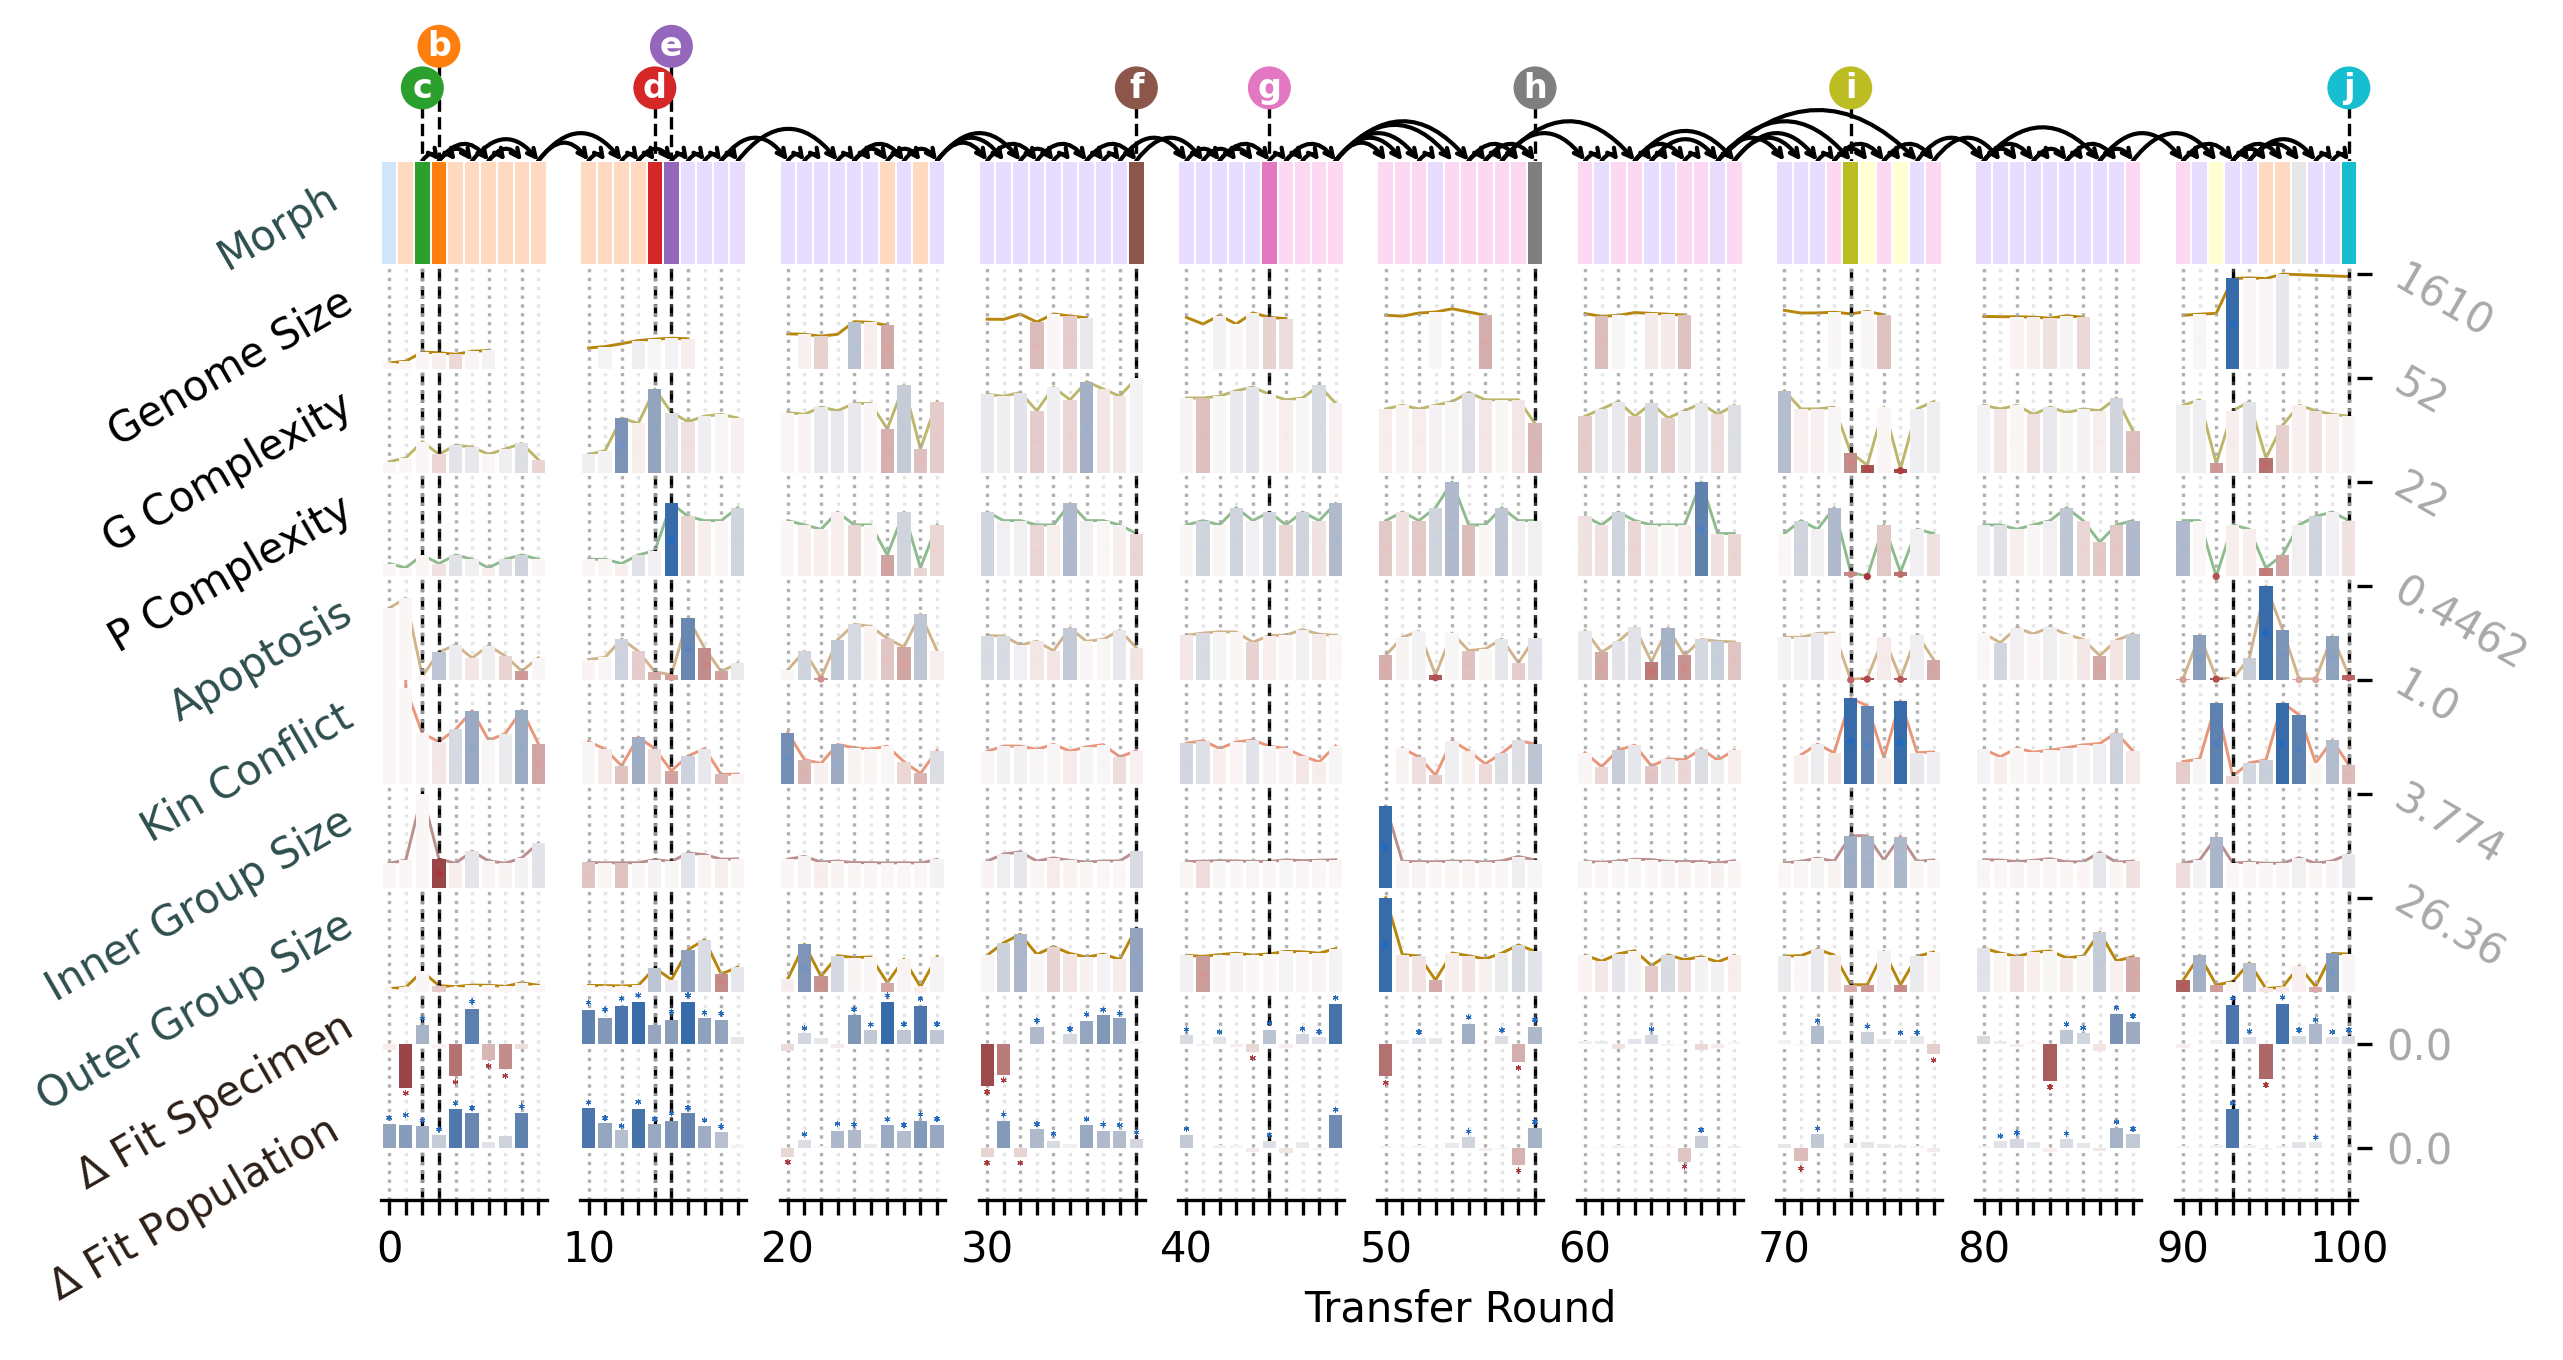 b
e
c
d
f
g
h
i
j
Morph
Genome Size
1610
G Complexity
52
P Complexity
22
Apoptosis
0.4462
Kin Conflict
1.0
Inner Group Size
3.774
Outer Group Size
26.36
Δ Fit Specimen
0.0
Δ Fit Population
0.0
0 10 20 30 40 50 60 70 80 90 100
Transfer Round